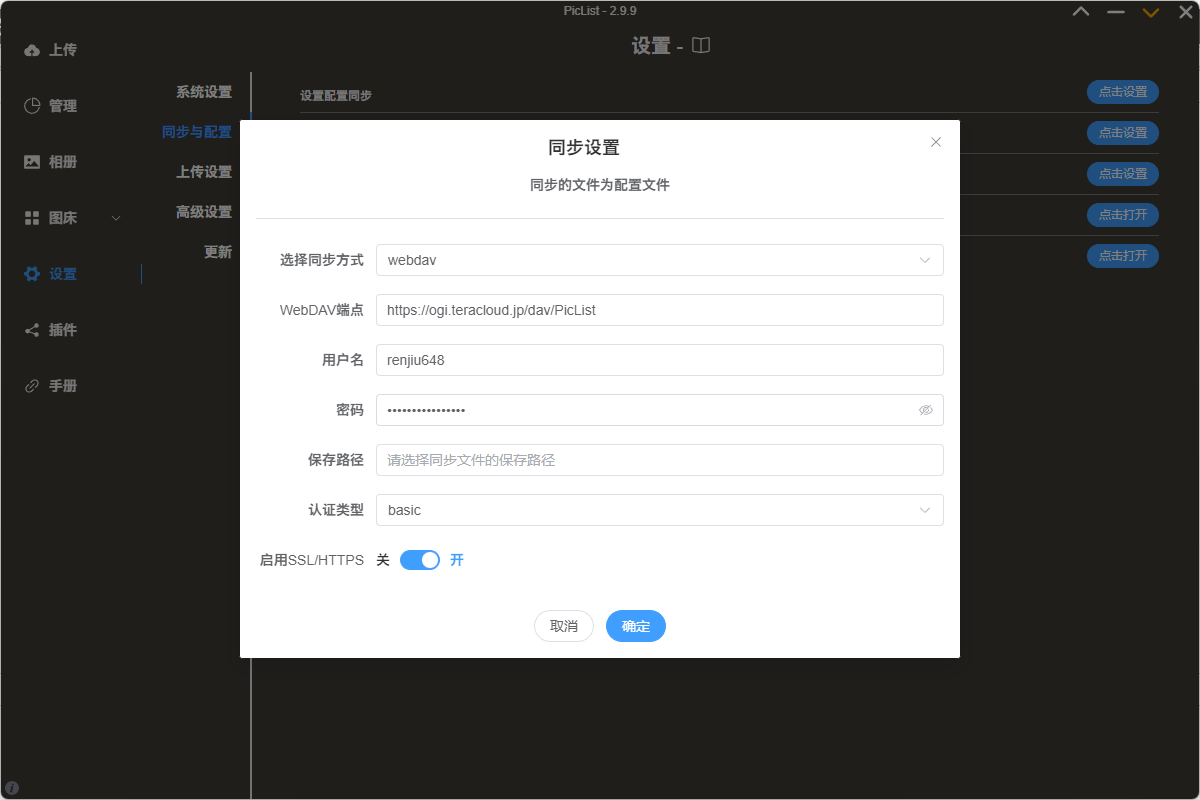 PicList - 2.9.9
设置 -
上传
管理
相册
图床
设置
插件
手册
系统设置
同步与配置
上传设置
高级设置
更新
设置配置同步
点击设置
点击设置
点击设置
点击打开
点击打开
同步设置
同步的文件为配置文件
选择同步方式 webdav
WebDAV端点 https://ogi.teracloud.jp/dav/PicList
用户名 renjiu648
密码 ••••••••••••••••
保存路径 请选择同步文件的保存路径
认证类型 basic
启用SSL/HTTPS 关 开
取消 确定